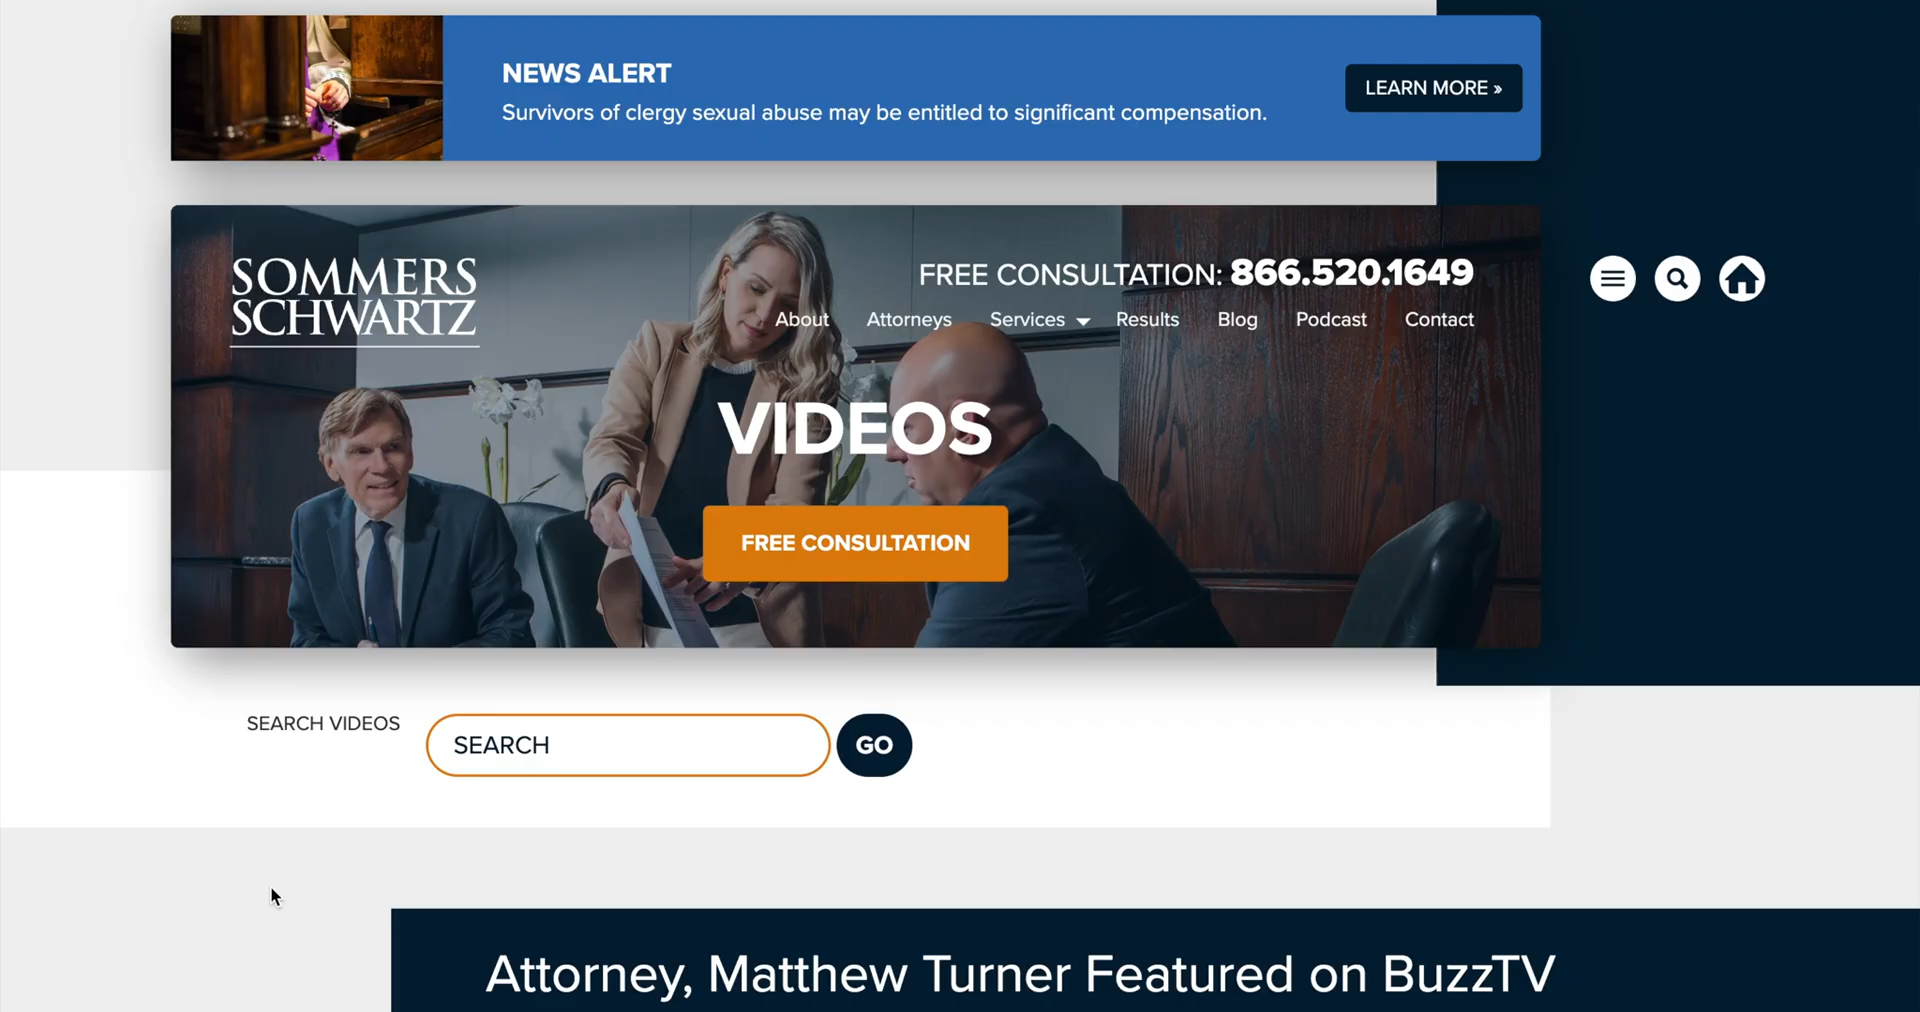 NEWS ALERT
Survivors of clergy sexual abuse may be entitled to significant compensation.
LEARN MORE »
SOMMERS
SCHWARTZ
FREE CONSULTATION: 866.520.1649
About Attorneys Services Results Blog Podcast Contact
VIDEOS
FREE CONSULTATION
SEARCH VIDEOS
SEARCH
GO
Attorney, Matthew Turner Featured on BuzzTV